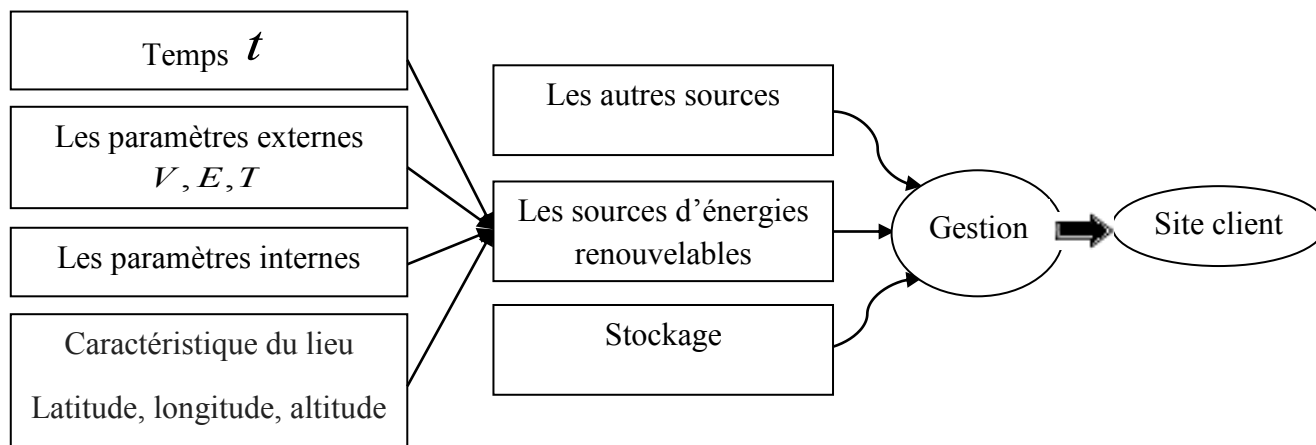 Temps t
Les paramètres externes
V, E, T
Les paramètres internes
Caractéristique du lieu
Latitude, longitude, altitude
Les autres sources
Les sources d’énergies
renouvelables
Stockage
Gestion
Site client